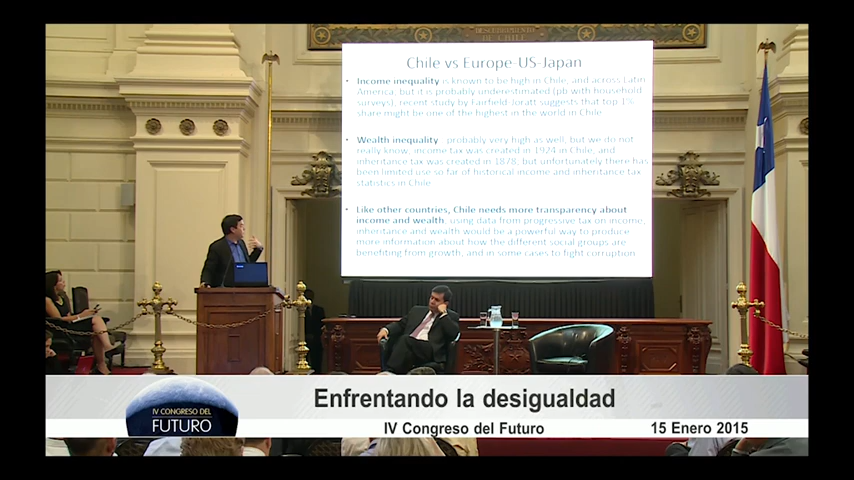 DESCUBRIMIENTO
DE CHILE
Chile vs Europe-US-Japan
• Income inequality is known to be high in Chile, and across Latin
America, but it is probably underestimated (pb with household
surveys), recent study by Fairfield-Joratt suggests that top 1%
share might be one of the highest in the world in Chile
• Wealth inequality : probably very high as well, but we do not
really know, income tax was created in 1924 in Chile, and
inheritance tax was created in 1878, but unfortunately there has
been limited use so far of historical income and inheritance tax
statistics in Chile
• Like other countries, Chile needs more transparency about
income and wealth, using data from progressive tax on income,
inheritance and wealth would be a powerful way to produce
more information about how the different social groups are
benefiting from growth, and in some cases to fight corruption
Enfrentando la desigualdad
IV CONGRESO DEL
FUTURO
IV Congreso del Futuro
15 Enero 2015